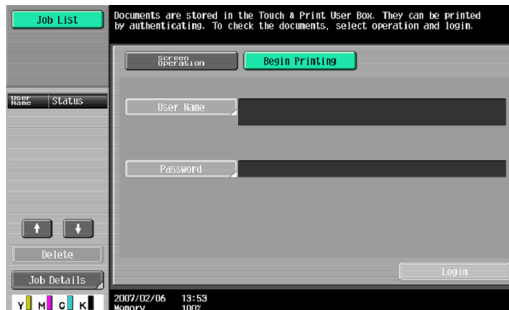 Job List
Documents are stored in the Touch & Print User Box. They can be printed
by authenticating. To check the documents, select operation and login.
Screen
Operation
Begin Printing
User
Name
Status
User Name
Password
Delete
Job Details
Login
Y M C K
2007/02/06 13:53
Memory 100%